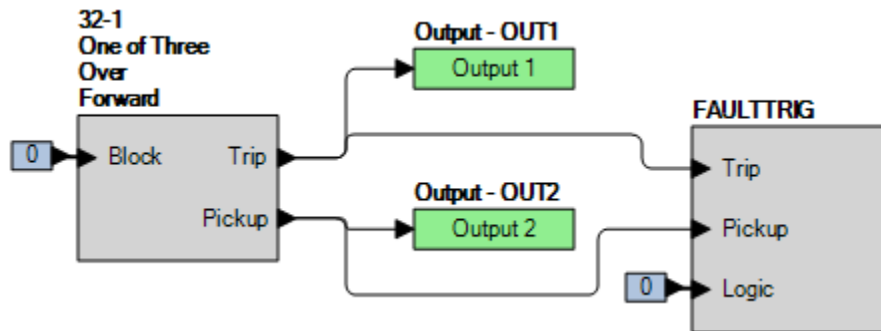 32-1
One of Three
Over
Forward
0
Block
Trip
Pickup
Output - OUT1
Output 1
Output - OUT2
Output 2
FAULTTRIG
Trip
Pickup
0
Logic